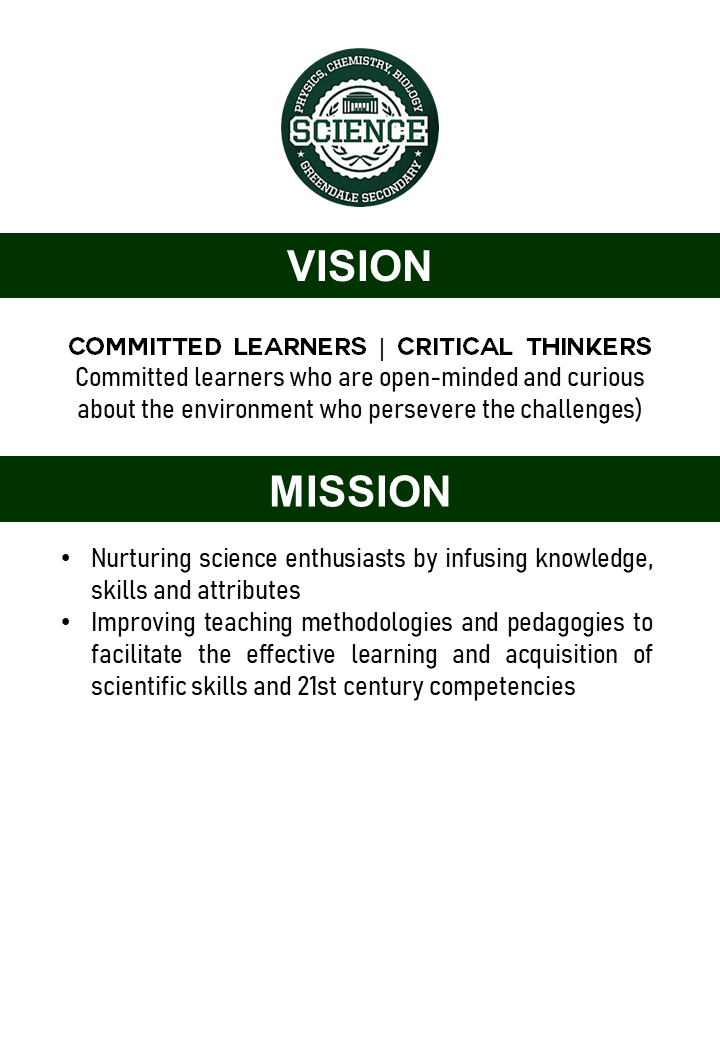 PHYSICS, CHEMISTRY, BIOLOGY
SCIENCE
★ GREENDALE SECONDARY ★
VISION
COMMITTED LEARNERS | CRITICAL THINKERS
Committed learners who are open-minded and curious
about the environment who persevere the challenges)
MISSION
• Nurturing science enthusiasts by infusing knowledge,
skills and attributes
• Improving teaching methodologies and pedagogies to
facilitate the effective learning and acquisition of
scientific skills and 21st century competencies